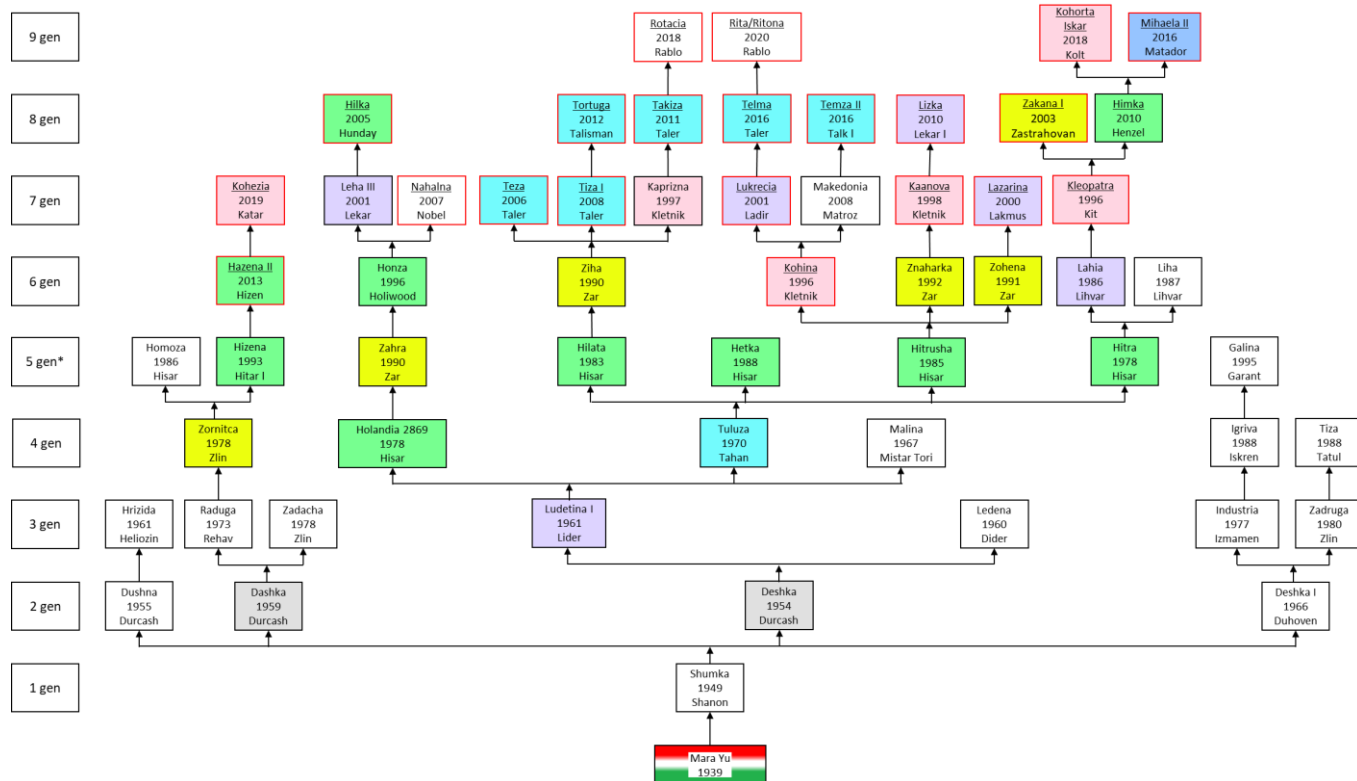 9 gen
Rotacia
2018
Rablo
Rita/Ritona
2020
Rablo
Kohorta
Iskar
2018
Kolt
Mihaela II
2016
Matador
8 gen
Hilka
2005
Hunday
Tortuga
2012
Talisman
Takiza
2011
Taler
Telma
2016
Taler
Temza II
2016
Talk I
Lizka
2010
Lekar I
Zakana I
2003
Zastrahovan
Himka
2010
Henzel
7 gen
Kohezia
2019
Katar
Leha III
2001
Lekar
Nahalna
2007
Nobel
Teza
2006
Taler
Tiza I
2008
Taler
Kaprizna
1997
Kletnik
Lukrecia
2001
Ladir
Makedonia
2008
Matroz
Kaanova
1998
Kletnik
Lazarina
2000
Lakmus
Kleopatra
1996
Kit
6 gen
Hazena II
2013
Hizen
Honza
1996
Holiwood
Ziha
1990
Zar
Kohina
1996
Kletnik
Znaharka
1992
Zar
Zohena
1991
Zar
Lahia
1986
Lihvar
Liha
1987
Lihvar
5 gen*
Homoza
1986
Hisar
Hizena
1993
Hitar I
Zahra
1990
Zar
Hilata
1983
Hisar
Hetka
1988
Hisar
Hitrusha
1985
Hisar
Hitra
1978
Hisar
Galina
1995
Garant
4 gen
Zornitca
1978
Zlin
Holandia 2869
1978
Hisar
Tuluza
1970
Tahan
Malina
1967
Mistar Tori
Igriva
1988
Iskren
Tiza
1988
Tatul
3 gen
Hrizida
1961
Heliozin
Raduga
1973
Rehav
Zadacha
1978
Zlin
Ludetina I
1961
Lider
Ledena
1960
Dider
Industria
1977
Izmamen
Zadruga
1980
Zlin
2 gen
Dushna
1955
Durcash
Dashka
1959
Durcash
Deshka
1954
Durcash
Deshka I
1966
Duhoven
1 gen
Shumka
1949
Shanon
Mara Yu
1939